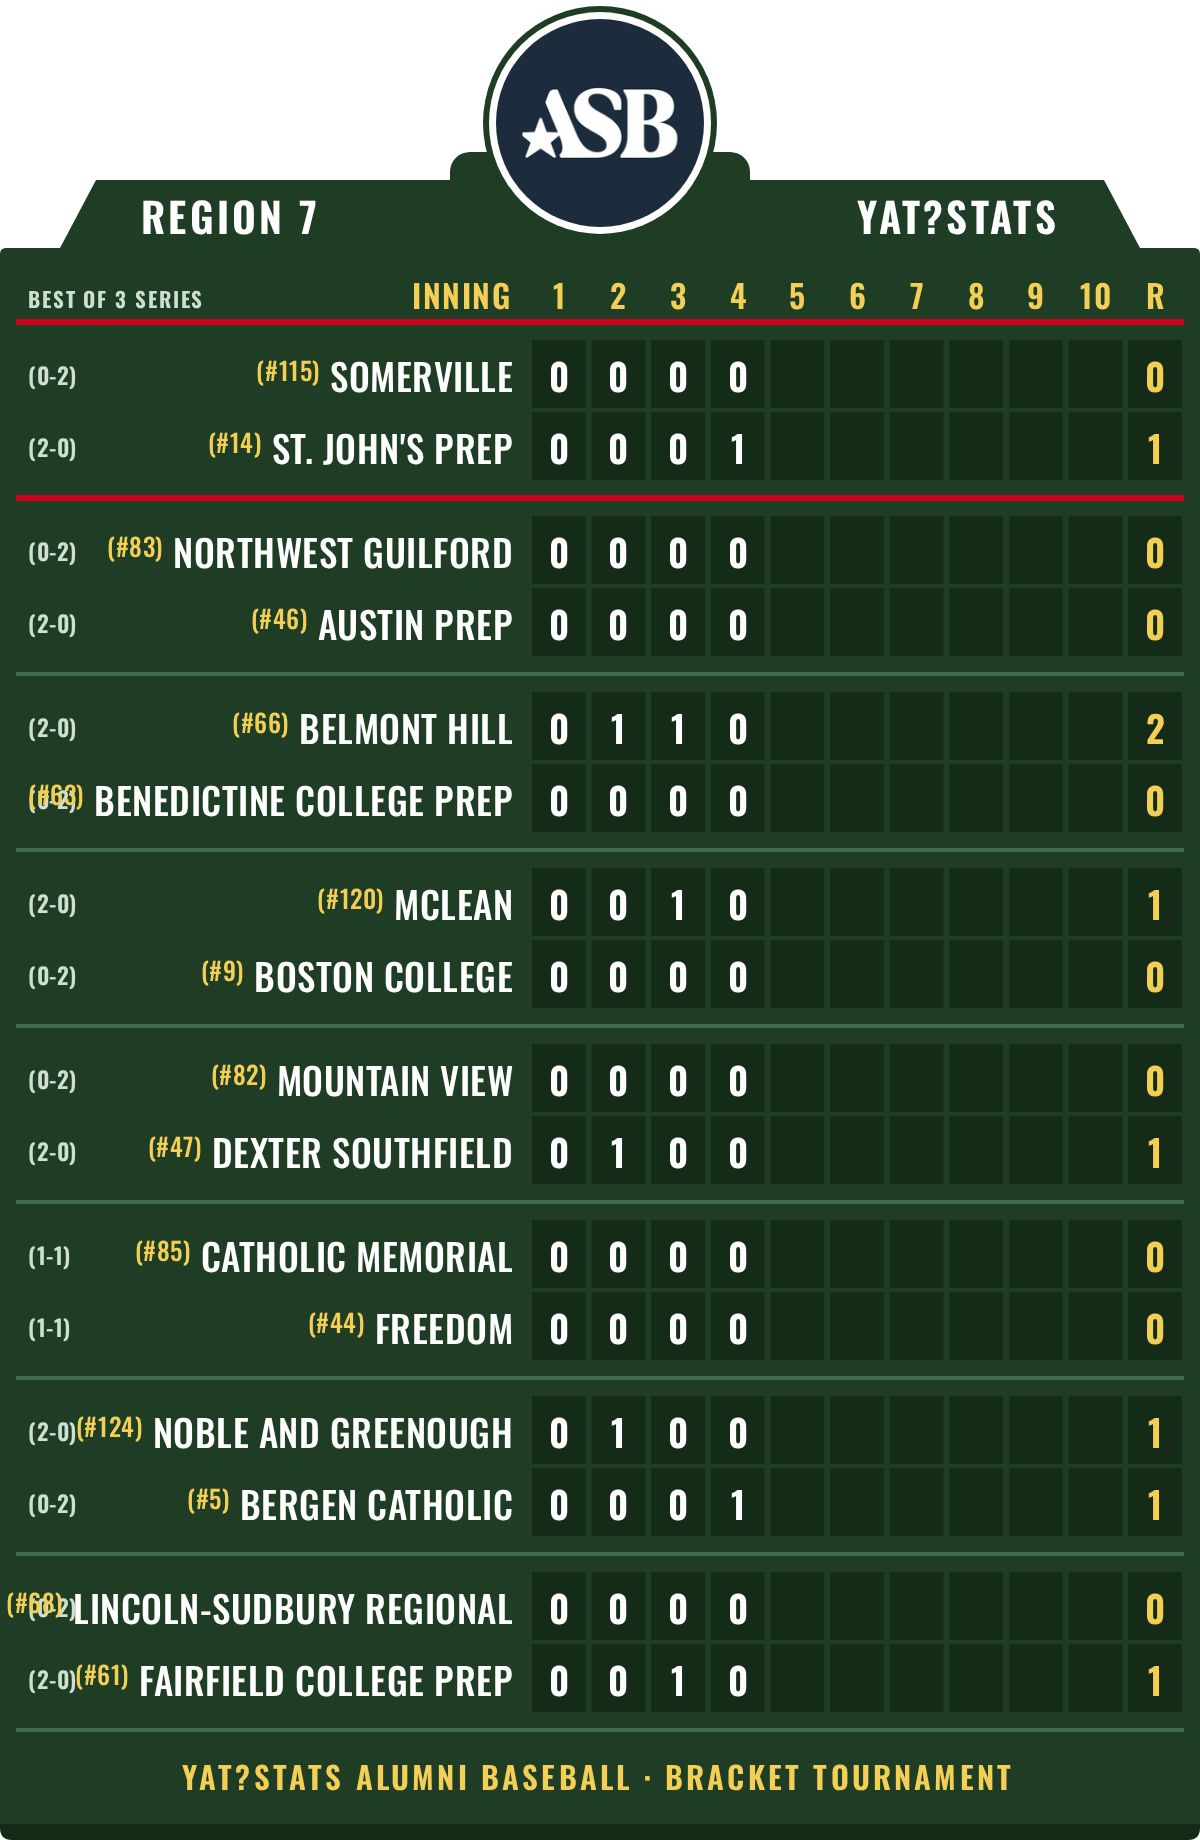 ASB
REGION 7 YAT?STATS
BEST OF 3 SERIES INNING 1 2 3 4 5 6 7 8 9 10 R
(0-2) (#115) SOMERVILLE 0 0 0 0 0
(2-0) (#14) ST. JOHN'S PREP 0 0 0 1 1
(0-2) (#83) NORTHWEST GUILFORD 0 0 0 0 0
(2-0) (#46) AUSTIN PREP 0 0 0 0 0
(2-0) (#66) BELMONT HILL 0 1 1 0 2
(0-2) (#63) BENEDICTINE COLLEGE PREP 0 0 0 0 0
(2-0) (#120) MCLEAN 0 0 1 0 1
(0-2) (#9) BOSTON COLLEGE 0 0 0 0 0
(0-2) (#82) MOUNTAIN VIEW 0 0 0 0 0
(2-0) (#47) DEXTER SOUTHFIELD 0 1 0 0 1
(1-1) (#85) CATHOLIC MEMORIAL 0 0 0 0 0
(1-1) (#44) FREEDOM 0 0 0 0 0
(2-0) (#124) NOBLE AND GREENOUGH 0 1 0 0 1
(0-2) (#5) BERGEN CATHOLIC 0 0 0 1 1
(0-2) (#68) LINCOLN-SUDBURY REGIONAL 0 0 0 0 0
(2-0) (#61) FAIRFIELD COLLEGE PREP 0 0 1 0 1
YAT?STATS ALUMNI BASEBALL · BRACKET TOURNAMENT